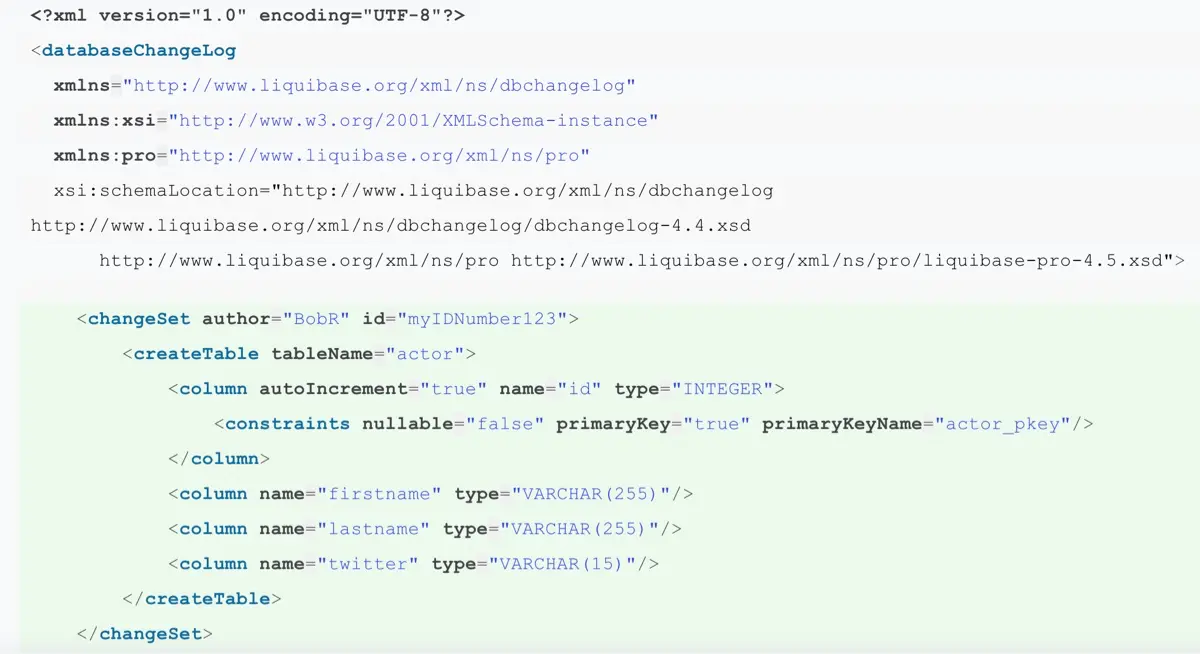 <?xml version="1.0" encoding="UTF-8"?>
<databaseChangeLog
xmlns="http://www.liquibase.org/xml/ns/dbchangelog"
xmlns:xsi="http://www.w3.org/2001/XMLSchema-instance"
xmlns:pro="http://www.liquibase.org/xml/ns/pro"
xsi:schemaLocation="http://www.liquibase.org/xml/ns/dbchangelog
http://www.liquibase.org/xml/ns/dbchangelog/dbchangelog-4.4.xsd
http://www.liquibase.org/xml/ns/pro http://www.liquibase.org/xml/ns/pro/liquibase-pro-4.5.xsd">
<changeSet author="BobR" id="myIDNumber123">
<createTable tableName="actor">
<column autoIncrement="true" name="id" type="INTEGER">
<constraints nullable="false" primaryKey="true" primaryKeyName="actor_pkey"/>
</column>
<column name="firstname" type="VARCHAR(255)"/>
<column name="lastname" type="VARCHAR(255)"/>
<column name="twitter" type="VARCHAR(15)"/>
</createTable>
</changeSet>